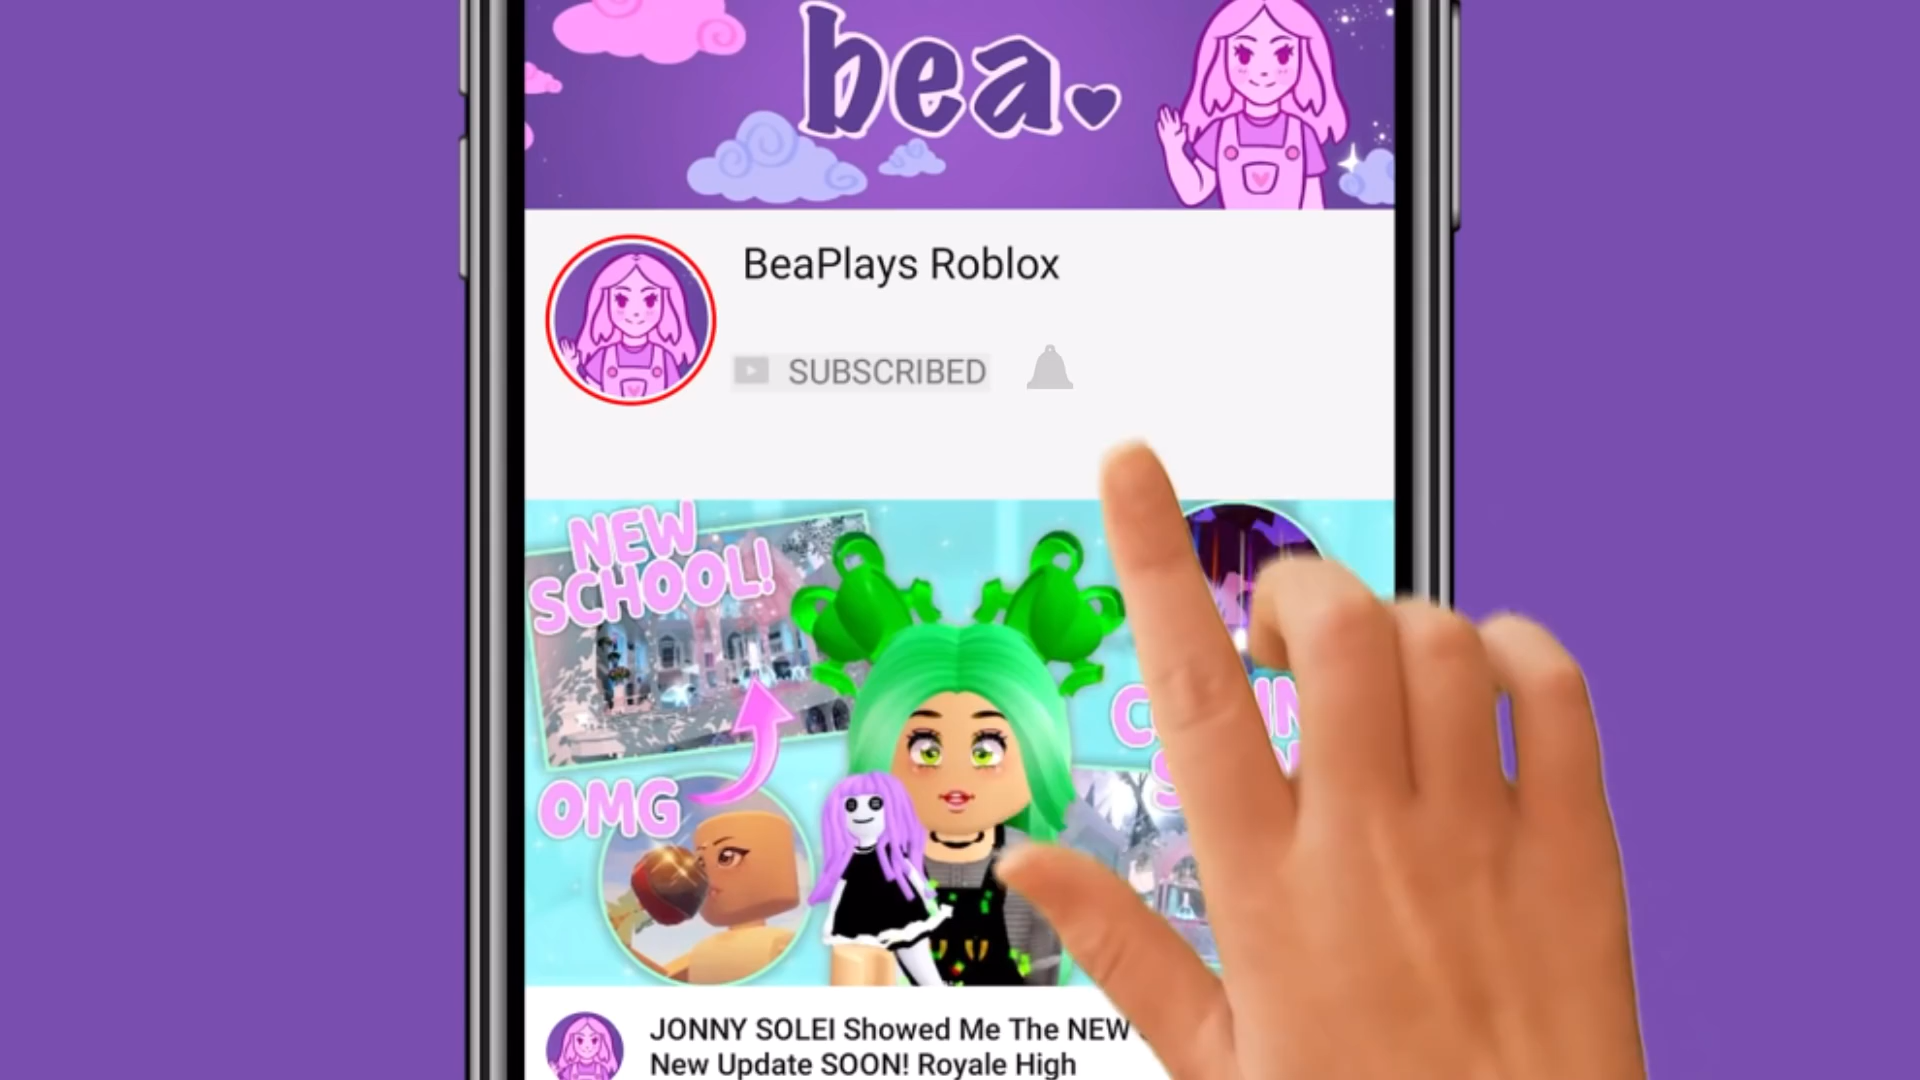 bea
BeaPlays Roblox
SUBSCRIBED
NEW
SCHOOL!
OMG
JONNY SOLEI Showed Me The NEW
New Update SOON! Royale High